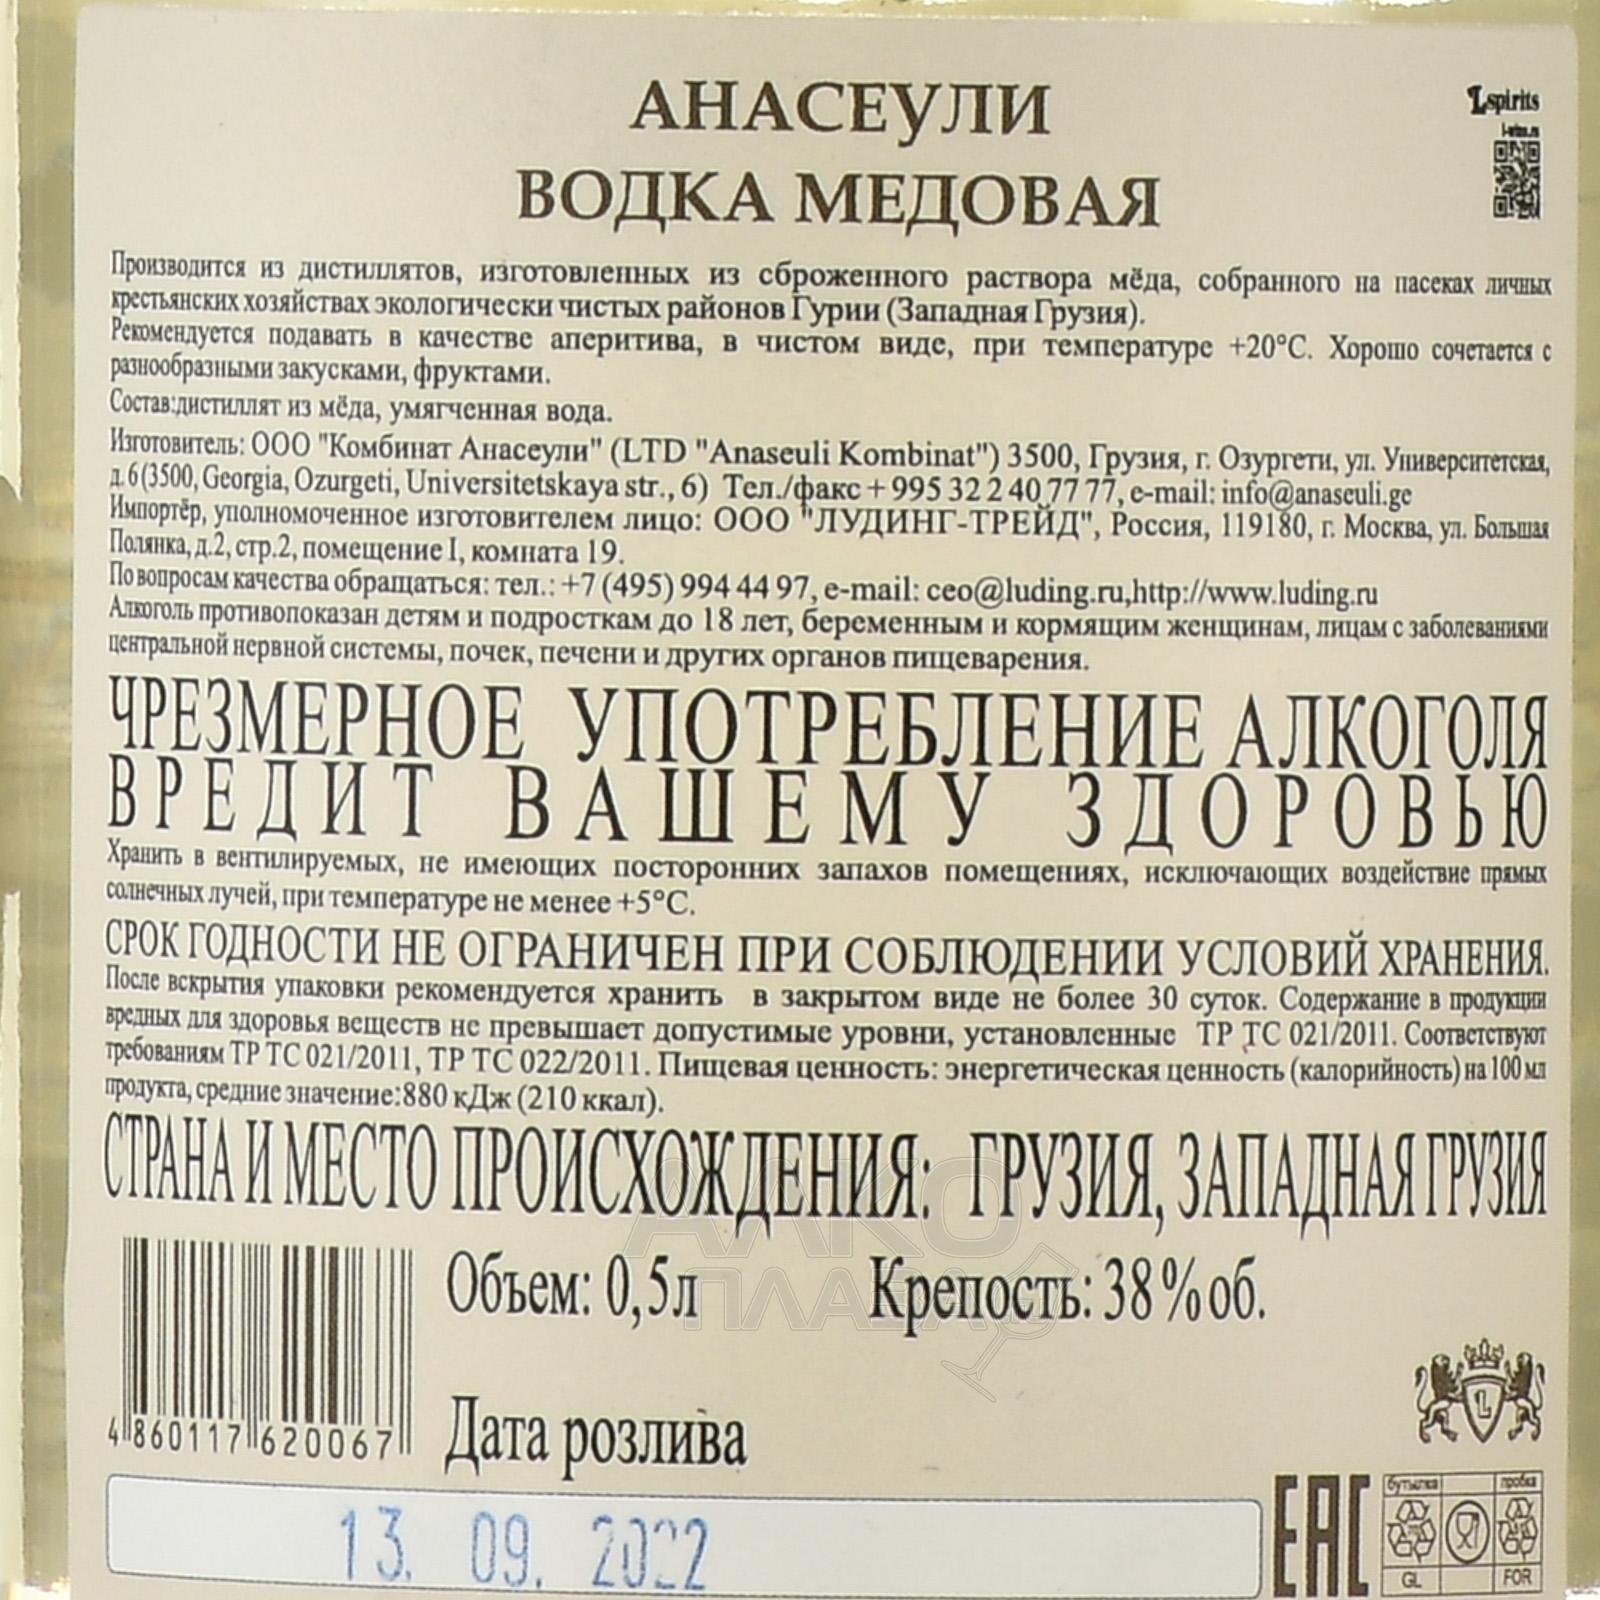 АНАСЕУЛИ
ВОДКА МЕДОВАЯ
Lspirits
l-wine.ru
Производится из дистиллятов, изготовленных из сброженного раствора мёда, собранного на пасеках личных
крестьянских хозяйствах экологически чистых районов Гурии (Западная Грузия).
Рекомендуется подавать в качестве аперитива, в чистом виде, при температуре +20°С. Хорошо сочетается с
разнообразными закусками, фруктами.
Состав:дистиллят из мёда, умягченная вода.
Изготовитель: ООО "Комбинат Анасеули" (LTD "Anaseuli Kombinat") 3500, Грузия, г. Озургети, ул. Университетская,
д.6 (3500, Georgia, Ozurgeti, Universitetskaya str., 6) Тел./факс + 995 32 2 40 77 77, e-mail: info@anaseuli.ge
Импортёр, уполномоченное изготовителем лицо: ООО "ЛУДИНГ-ТРЕЙД", Россия, 119180, г. Москва, ул. Большая
Полянка, д.2, стр.2, помещение I, комната 19.
По вопросам качества обращаться: тел.: +7 (495) 994 44 97, e-mail: ceo@luding.ru,http://www.luding.ru
Алкоголь противопоказан детям и подросткам до 18 лет, беременным и кормящим женщинам, лицам с заболеваниями
центральной нервной системы, почек, печени и других органов пищеварения.
ЧРЕЗМЕРНОЕ УПОТРЕБЛЕНИЕ АЛКОГОЛЯ
ВРЕДИТ ВАШЕМУ ЗДОРОВЬЮ
Хранить в вентилируемых, не имеющих посторонних запахов помещениях, исключающих воздействие прямых
солнечных лучей, при температуре не менее +5°С.
СРОК ГОДНОСТИ НЕ ОГРАНИЧЕН ПРИ СОБЛЮДЕНИИ УСЛОВИЙ ХРАНЕНИЯ.
После вскрытия упаковки рекомендуется хранить в закрытом виде не более 30 суток. Содержание в продукции
вредных для здоровья веществ не превышает допустимые уровни, установленные ТР ТС 021/2011. Соответствуют
требованиям ТР ТС 021/2011, ТР ТС 022/2011. Пищевая ценность: энергетическая ценность (калорийность) на 100 мл
продукта, средние значение:880 кДж (210 ккал).
СТРАНА И МЕСТО ПРОИСХОЖДЕНИЯ: ГРУЗИЯ, ЗАПАДНАЯ ГРУЗИЯ
АЛКО
ПЛАЗА
Объем: 0,5л Крепость: 38 % об.
4 860117 620067
Дата розлива
L
13. 09. 2022
EAC
бутылка пробка
GL FOR